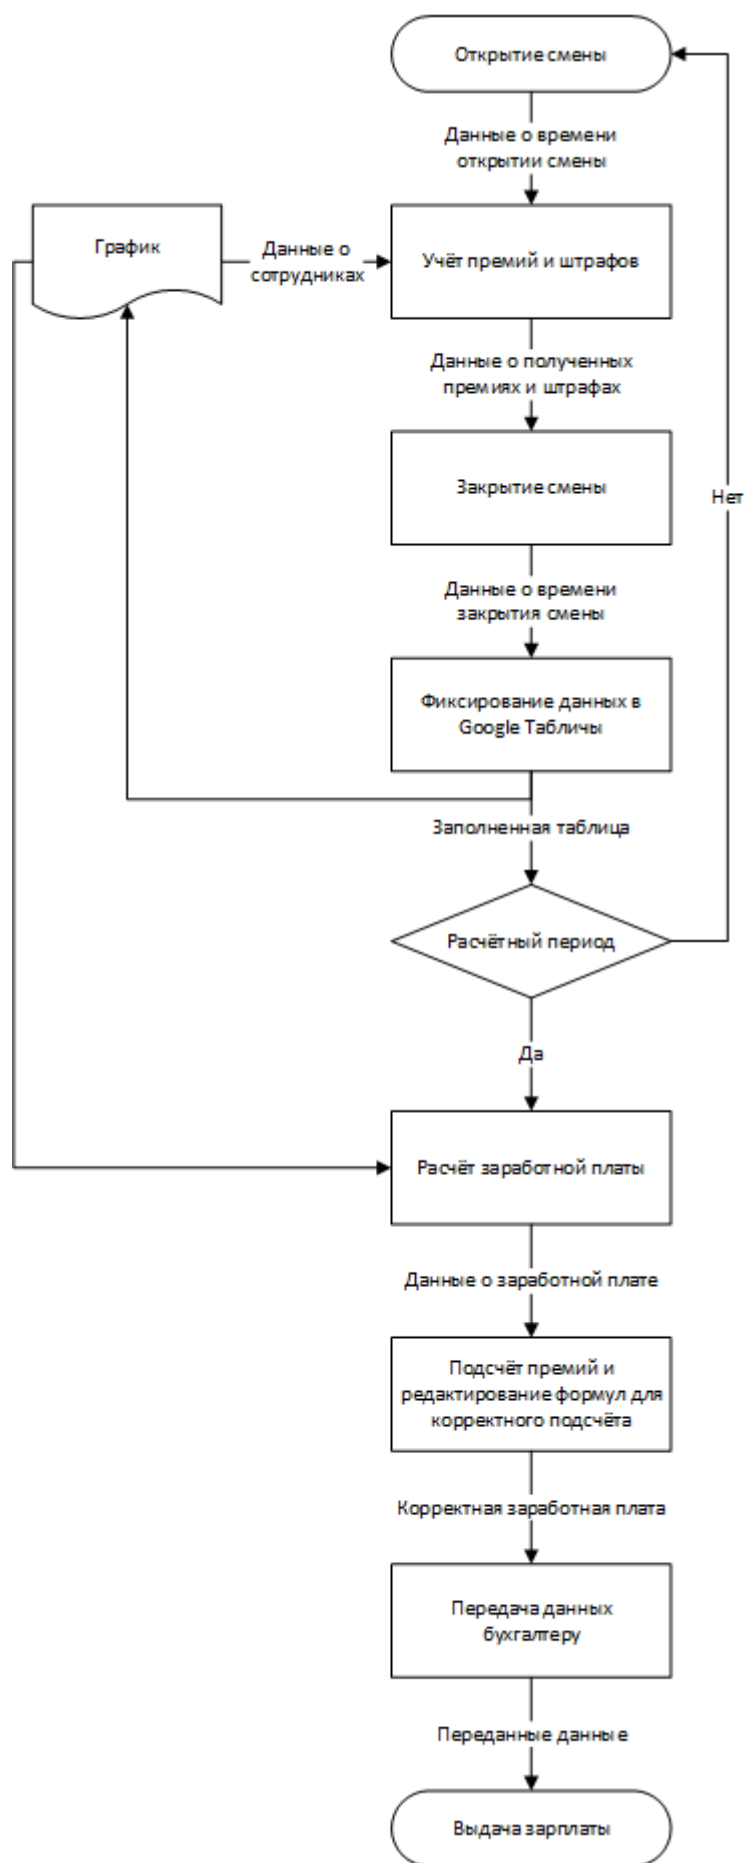 Открытие смены
Данные о времени
открытии смены
График
Данные о
сотрудниках
Учёт премий и штрафов
Данные о полученных
премиях и штрафах
Закрытие смены
Нет
Данные о времени
закрытия смены
Фиксирование данных в
Google Табличы
Заполненная таблица
Расчётный период
Да
Расчёт заработной платы
Данные о заработной плате
Подсчёт премий и
редактирование формул для
корректного подсчёта
Корректная заработная плата
Передача данных
бухгалтеру
Переданные данные
Выдача зарплаты